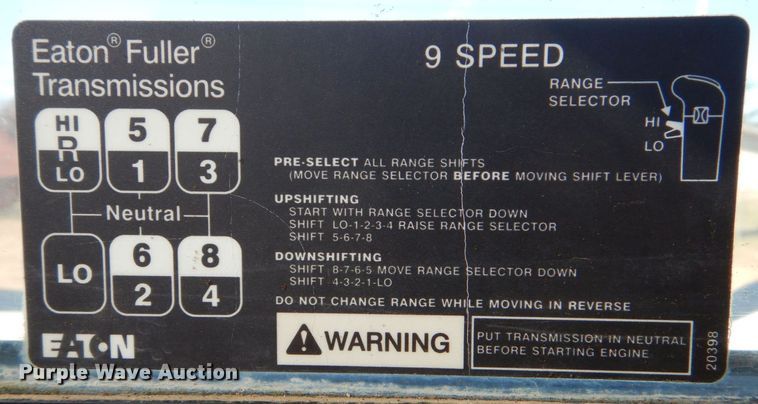 Eaton® Fuller®
Transmissions
9 SPEED
RANGE
SELECTOR
HI
LO
HI
R
LO
5
1
7
3
Neutral
LO
6
2
8
4
PRE-SELECT ALL RANGE SHIFTS
(MOVE RANGE SELECTOR BEFORE MOVING SHIFT LEVER)
UPSHIFTING
START WITH RANGE SELECTOR DOWN
SHIFT LO-1-2-3-4 RAISE RANGE SELECTOR
SHIFT 5-6-7-8
DOWNSHIFTING
SHIFT 8-7-6-5 MOVE RANGE SELECTOR DOWN
SHIFT 4-3-2-1-LO
DO NOT CHANGE RANGE WHILE MOVING IN REVERSE
WARNING
PUT TRANSMISSION IN NEUTRAL
BEFORE STARTING ENGINE
20398
EATON
Purple Wave Auction